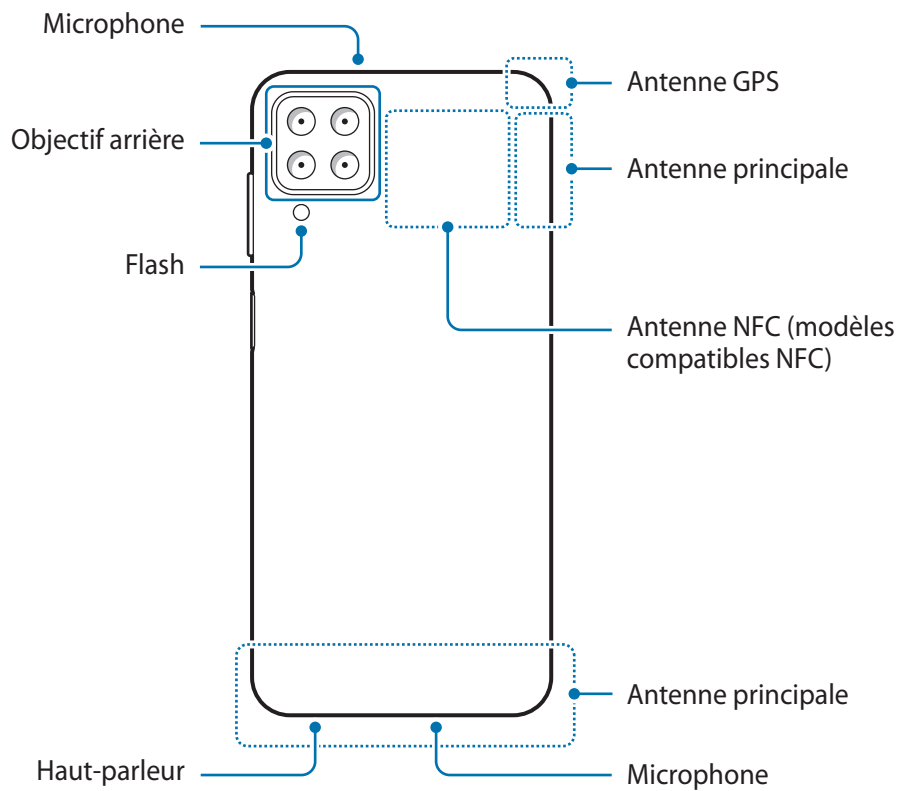 Microphone
Antenne GPS
Objectif arrière
Antenne principale
Flash
Antenne NFC (modèles
compatibles NFC)
Antenne principale
Haut-parleur
Microphone